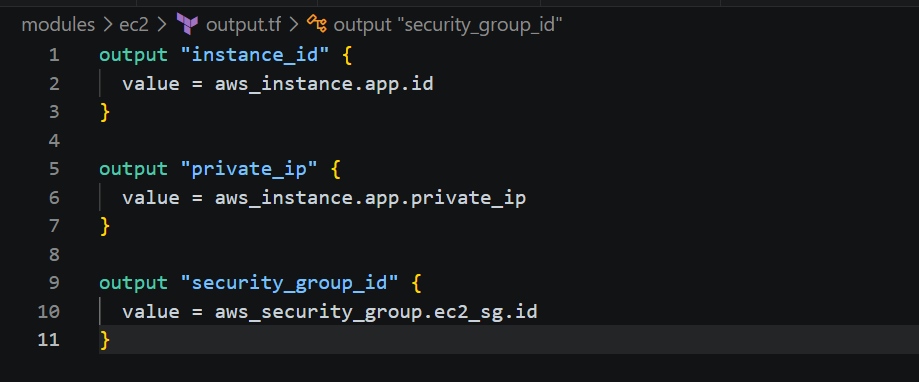 modules > ec2 > output.tf > output "security_group_id"
1 output "instance_id" {
2   value = aws_instance.app.id
3 }
4
5 output "private_ip" {
6   value = aws_instance.app.private_ip
7 }
8
9 output "security_group_id" {
10   value = aws_security_group.ec2_sg.id
11 }